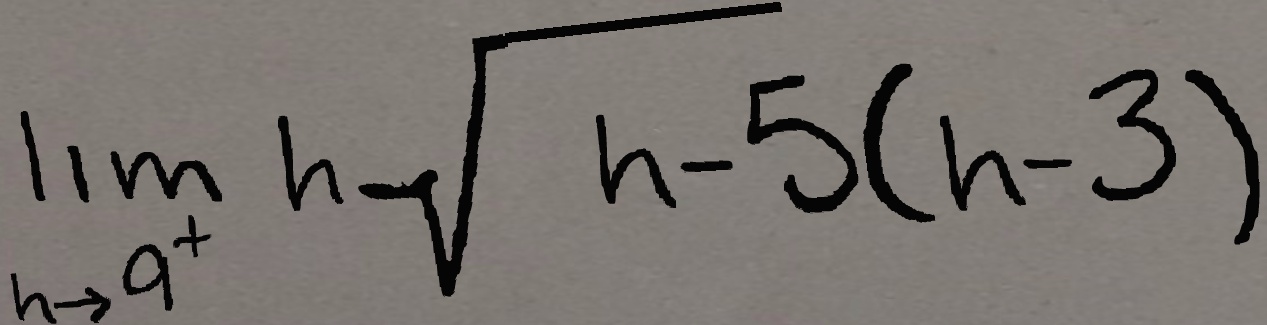 lim h - √(h - 5) (h - 3)
h → 9⁺